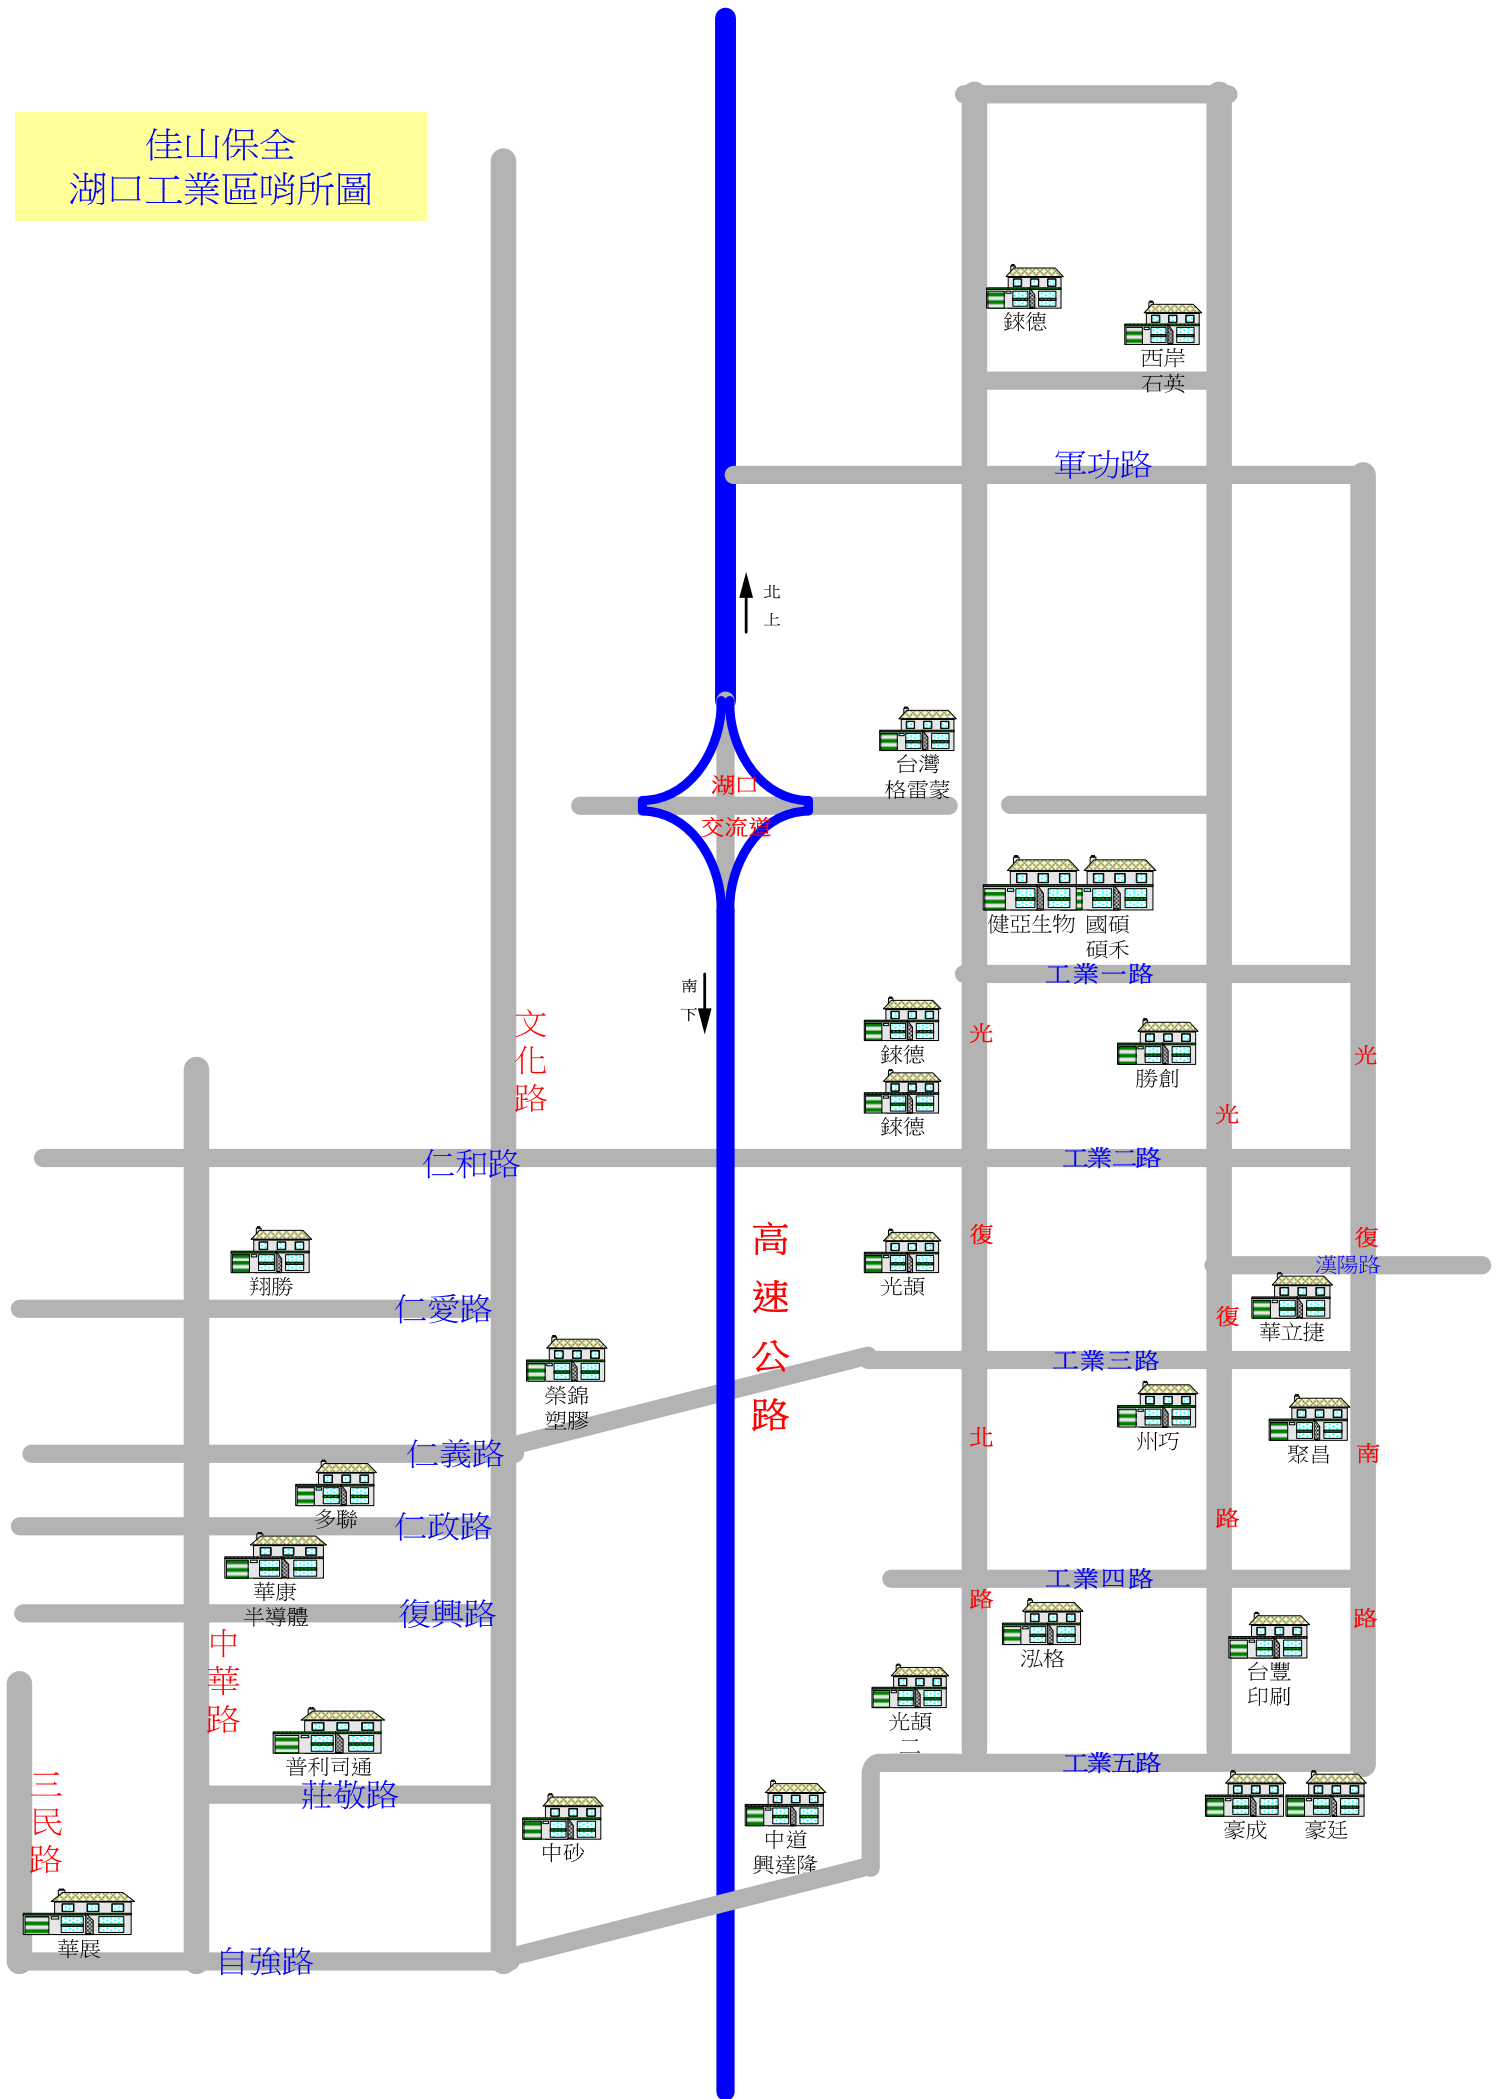 佳山保全
湖口工業區哨所圖
錸德
西岸
石英
軍功路
北
上
台灣
格雷蒙
湖口
交流道
健亞生物
國碩
碩禾
工業一路
南
下
文化路
錸德
勝創
錸德
光復北路
光復路
光復南路
仁和路
工業二路
高速公路
翔勝
光頡
漢陽路
仁愛路
華立捷
榮錦
塑膠
工業三路
州巧
聚昌
仁義路
多聯
仁政路
華康
半導體
工業四路
復興路
泓格
台豐
印刷
中華路
光頡
二
普利司通
莊敬路
工業五路
三民路
中砂
中道
興達隆
豪成
豪廷
華展
自強路